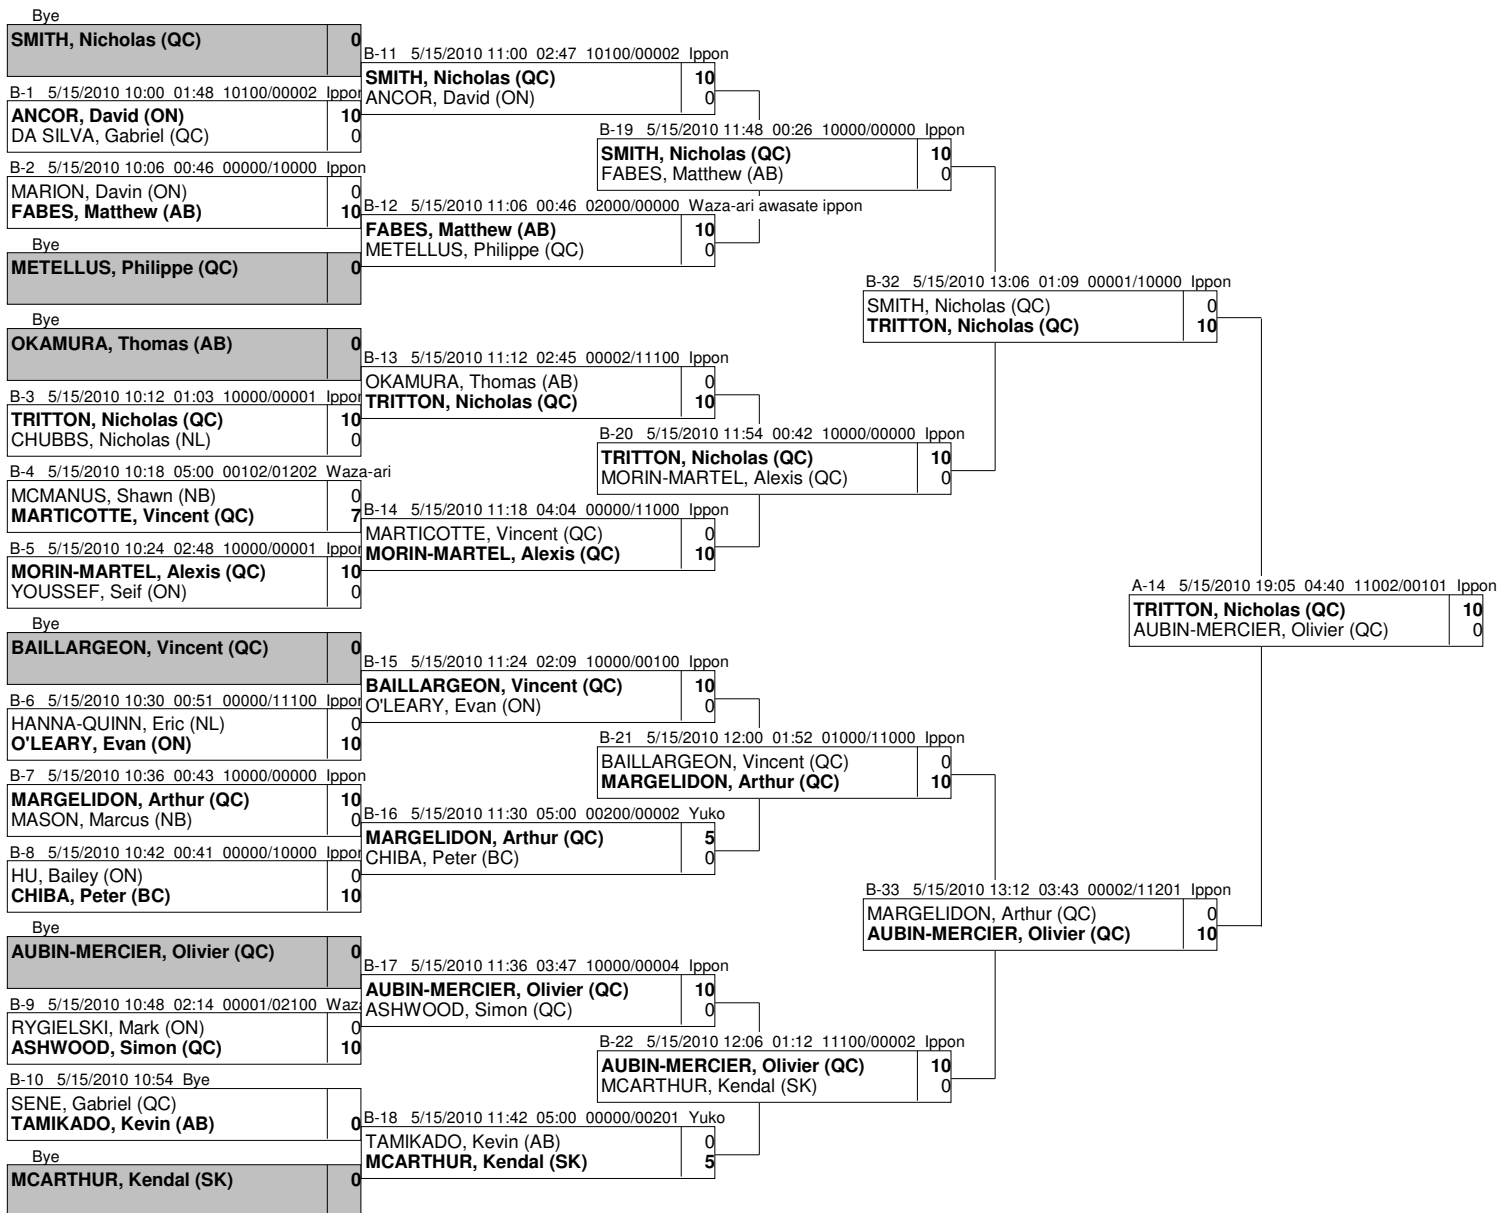 Bye
SMITH, Nicholas (QC) 0
B-1 5/15/2010 10:00 01:48 10100/00002 Ippon
ANCOR, David (ON) 10
DA SILVA, Gabriel (QC) 0
B-2 5/15/2010 10:06 00:46 00000/10000 Ippon
MARION, Davin (ON) 0
FABES, Matthew (AB) 10
Bye
METELLUS, Philippe (QC) 0
Bye
OKAMURA, Thomas (AB) 0
B-3 5/15/2010 10:12 01:03 10000/00001 Ippon
TRITTON, Nicholas (QC) 10
CHUBBS, Nicholas (NL) 0
B-4 5/15/2010 10:18 05:00 00102/01202 Waza-ari
MCMANUS, Shawn (NB) 0
MARTICOTTE, Vincent (QC) 7
B-5 5/15/2010 10:24 02:48 10000/00001 Ippon
MORIN-MARTEL, Alexis (QC) 10
YOUSSEF, Seif (ON) 0
Bye
BAILLARGEON, Vincent (QC) 0
B-6 5/15/2010 10:30 00:51 00000/11100 Ippon
HANNA-QUINN, Eric (NL) 0
O'LEARY, Evan (ON) 10
B-7 5/15/2010 10:36 00:43 10000/00000 Ippon
MARGELIDON, Arthur (QC) 10
MASON, Marcus (NB) 0
B-8 5/15/2010 10:42 00:41 00000/10000 Ippon
HU, Bailey (ON) 0
CHIBA, Peter (BC) 10
Bye
AUBIN-MERCIER, Olivier (QC) 0
B-9 5/15/2010 10:48 02:14 00001/02100 Waza
RYGIELSKI, Mark (ON) 0
ASHWOOD, Simon (QC) 10
B-10 5/15/2010 10:54 Bye
SENE, Gabriel (QC)
TAMIKADO, Kevin (AB) 0
Bye
MCARTHUR, Kendal (SK) 0
B-11 5/15/2010 11:00 02:47 10100/00002 Ippon
SMITH, Nicholas (QC) 10
ANCOR, David (ON) 0
B-12 5/15/2010 11:06 00:46 02000/00000 Waza-ari awasate ippon
FABES, Matthew (AB) 10
METELLUS, Philippe (QC) 0
B-13 5/15/2010 11:12 02:45 00002/11100 Ippon
OKAMURA, Thomas (AB) 0
TRITTON, Nicholas (QC) 10
B-14 5/15/2010 11:18 04:04 00000/11000 Ippon
MARTICOTTE, Vincent (QC) 0
MORIN-MARTEL, Alexis (QC) 10
B-15 5/15/2010 11:24 02:09 10000/00100 Ippon
BAILLARGEON, Vincent (QC) 10
O'LEARY, Evan (ON) 0
B-16 5/15/2010 11:30 05:00 00200/00002 Yuko
MARGELIDON, Arthur (QC) 5
CHIBA, Peter (BC) 0
B-17 5/15/2010 11:36 03:47 10000/00004 Ippon
AUBIN-MERCIER, Olivier (QC) 10
ASHWOOD, Simon (QC) 0
B-18 5/15/2010 11:42 05:00 00000/00201 Yuko
TAMIKADO, Kevin (AB) 0
MCARTHUR, Kendal (SK) 5
B-19 5/15/2010 11:48 00:26 10000/00000 Ippon
SMITH, Nicholas (QC) 10
FABES, Matthew (AB) 0
B-20 5/15/2010 11:54 00:42 10000/00000 Ippon
TRITTON, Nicholas (QC) 10
MORIN-MARTEL, Alexis (QC) 0
B-21 5/15/2010 12:00 01:52 01000/11000 Ippon
BAILLARGEON, Vincent (QC) 0
MARGELIDON, Arthur (QC) 10
B-22 5/15/2010 12:06 01:12 11100/00002 Ippon
AUBIN-MERCIER, Olivier (QC) 10
MCARTHUR, Kendal (SK) 0
B-32 5/15/2010 13:06 01:09 00001/10000 Ippon
SMITH, Nicholas (QC) 0
TRITTON, Nicholas (QC) 10
B-33 5/15/2010 13:12 03:43 00002/11201 Ippon
MARGELIDON, Arthur (QC) 0
AUBIN-MERCIER, Olivier (QC) 10
A-14 5/15/2010 19:05 04:40 11002/00101 Ippon
TRITTON, Nicholas (QC) 10
AUBIN-MERCIER, Olivier (QC) 0